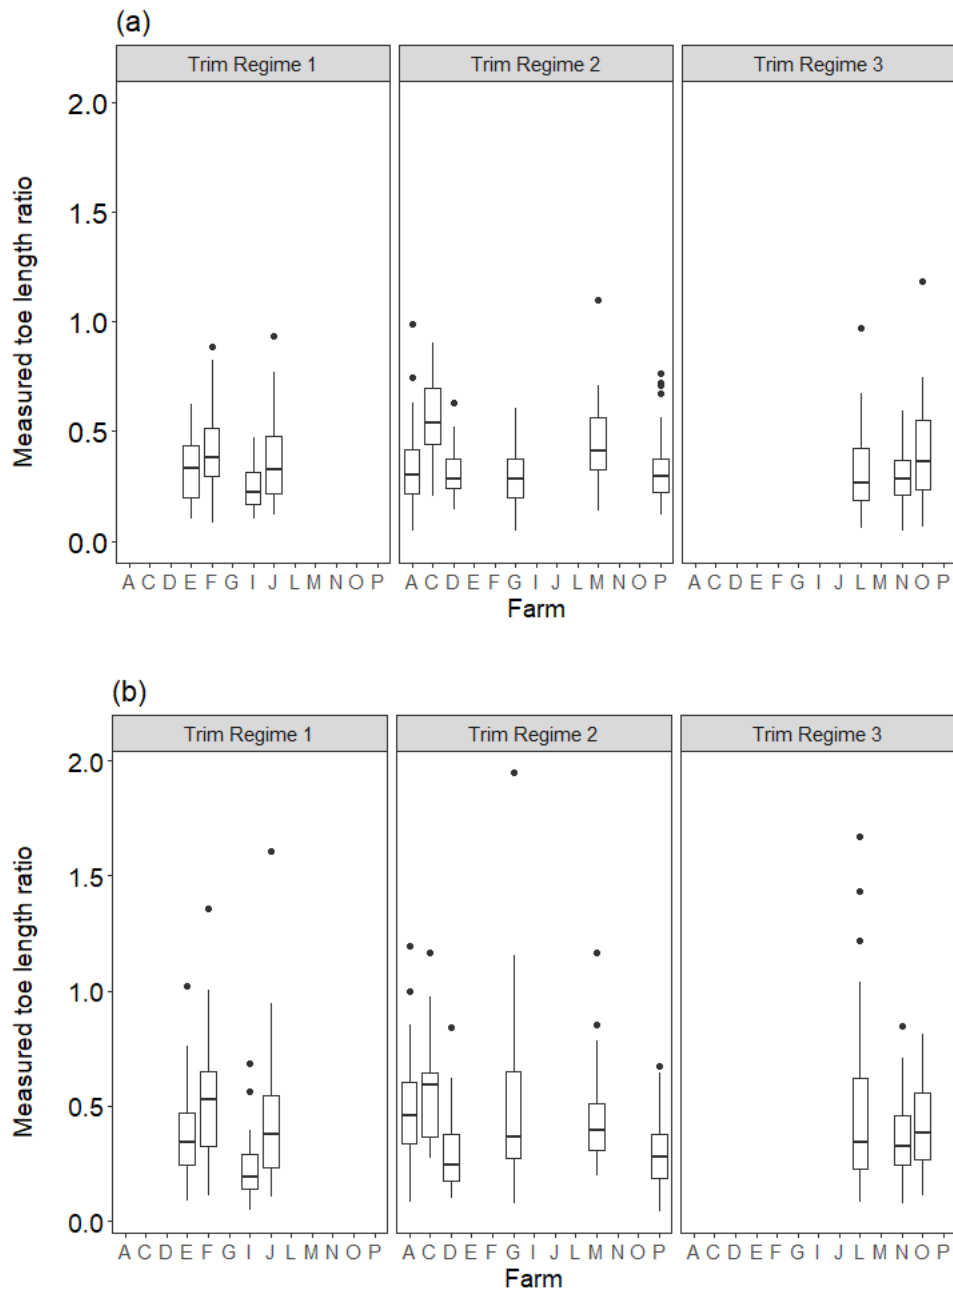 (a)
Trim Regime 1 Trim Regime 2 Trim Regime 3
Measured toe length ratio
2.0
1.5
1.0
0.5
0.0
A C D E F G I J L M N O P A C D E F G I J L M N O P A C D E F G I J L M N O P
Farm
(b)
Trim Regime 1 Trim Regime 2 Trim Regime 3
Measured toe length ratio
2.0
1.5
1.0
0.5
0.0
A C D E F G I J L M N O P A C D E F G I J L M N O P A C D E F G I J L M N O P
Farm